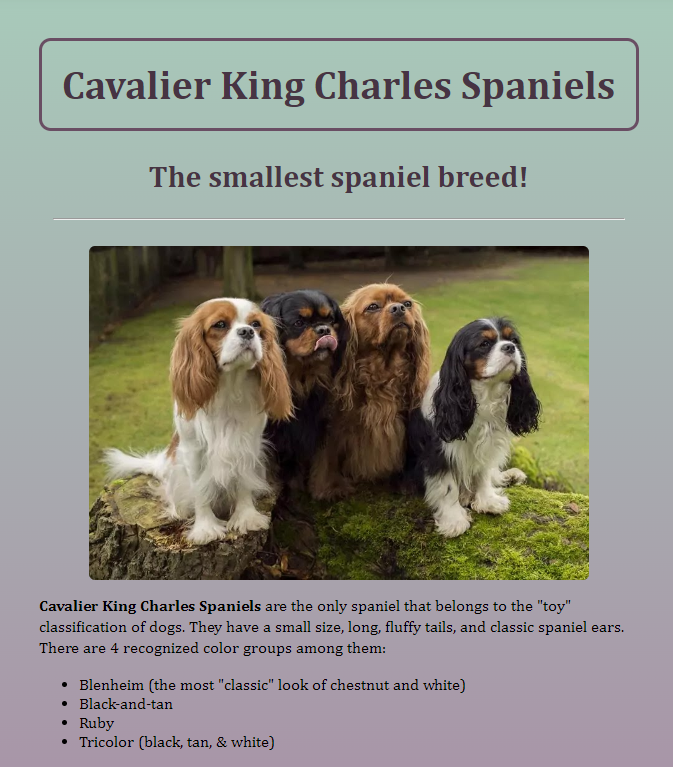 Cavalier King Charles Spaniels
The smallest spaniel breed!
Cavalier King Charles Spaniels are the only spaniel that belongs to the "toy"
classification of dogs. They have a small size, long, fluffy tails, and classic spaniel ears.
There are 4 recognized color groups among them:
• Blenheim (the most "classic" look of chestnut and white)
• Black-and-tan
• Ruby
• Tricolor (black, tan, & white)